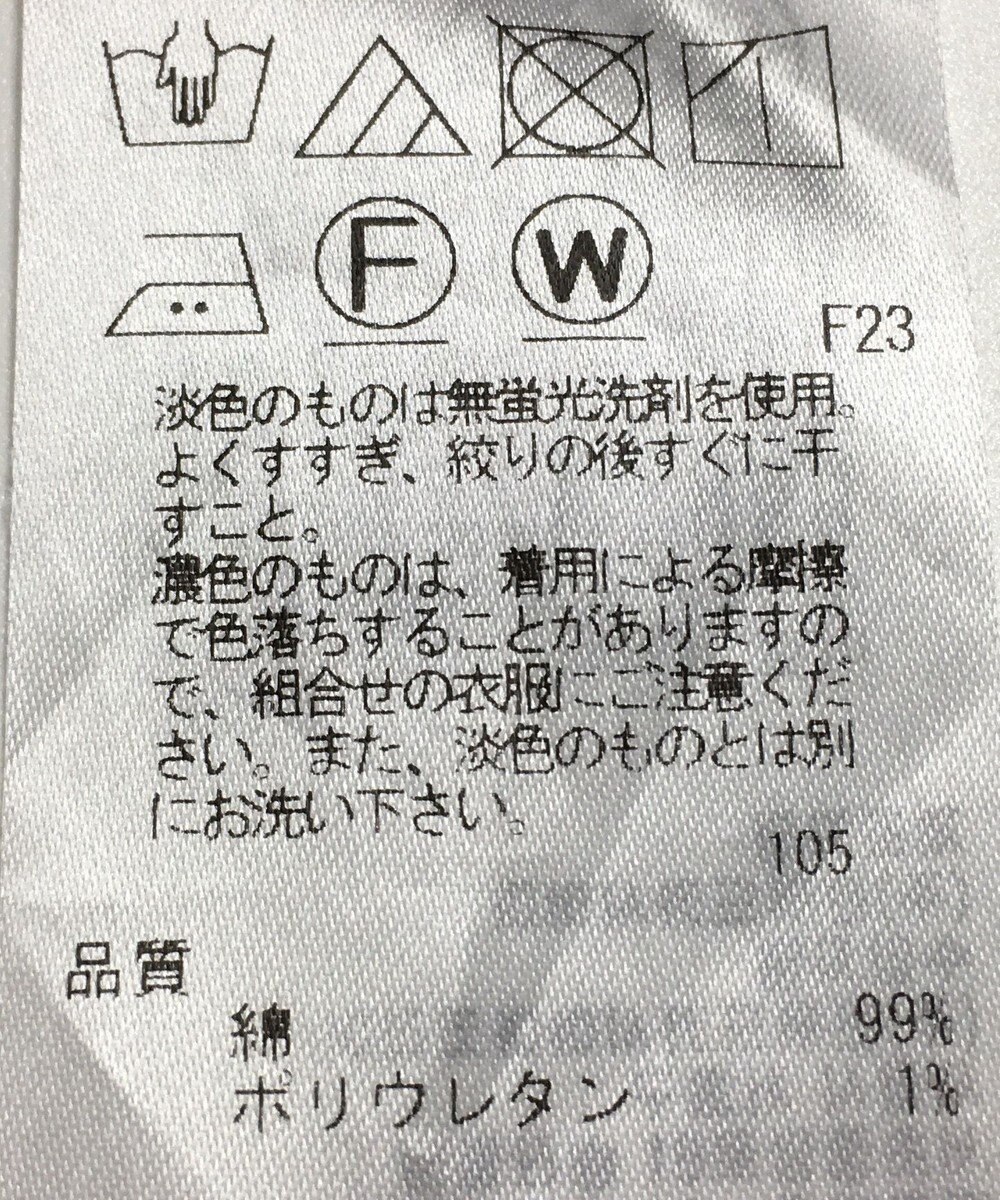 F W
F23
淡色のものは無蛍光洗剤を使用。
よくすすぎ、絞りの後すぐに干
すこと。
濃色のものは、着用による摩擦
で色落ちすることがありますの
で、組合せの衣服にご注意くだ
さい。また、淡色のものとは別
にお洗い下さい。
105
品質
綿 99%
ポリウレタン 1%